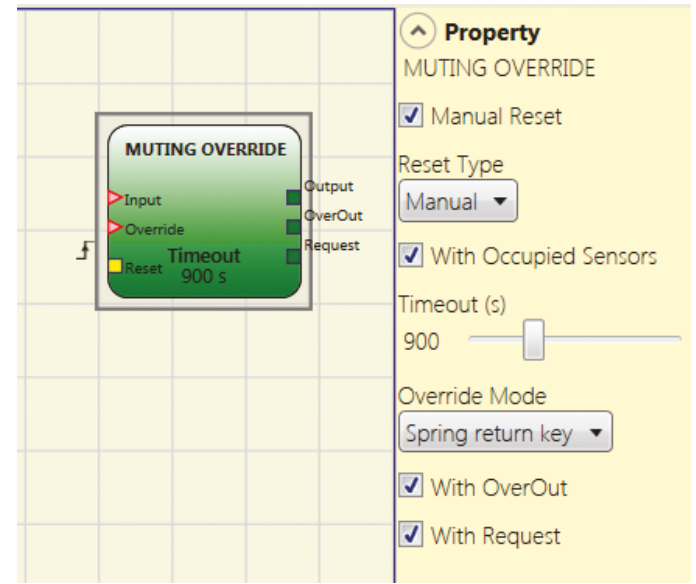 MUTING OVERRIDE
Input
Override
Reset
Timeout
900 s
Output
OverOut
Request
Property
MUTING OVERRIDE
Manual Reset
Reset Type
Manual
With Occupied Sensors
Timeout (s)
900
Override Mode
Spring return key
With OverOut
With Request